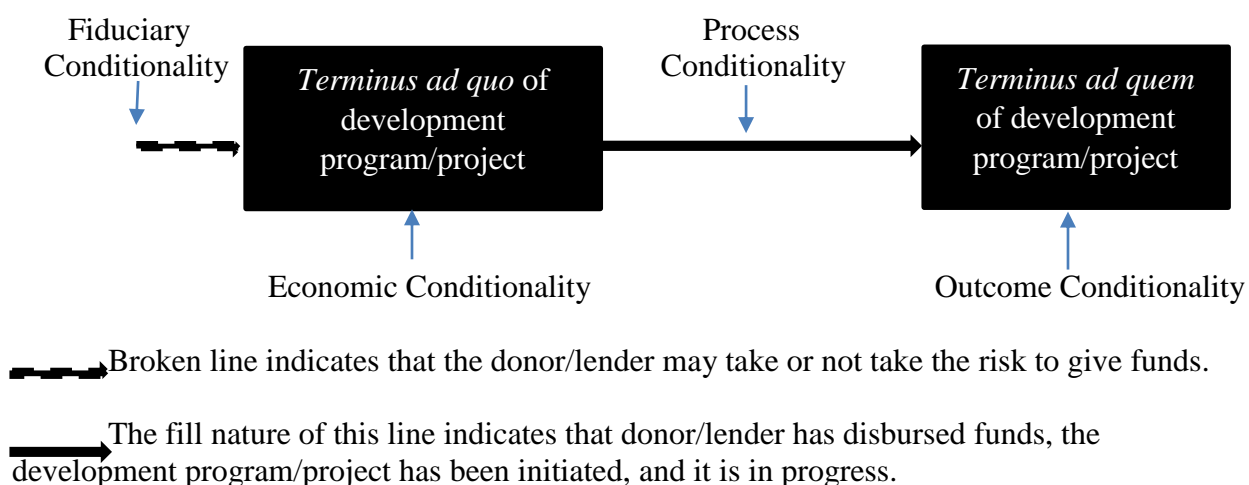 Fiduciary
Conditionality
Process
Conditionality
Terminus ad quo of
development
program/project
Terminus ad quem
of development
program/project
Economic Conditionality
Outcome Conditionality
Broken line indicates that the donor/lender may take or not take the risk to give funds.
The fill nature of this line indicates that donor/lender has disbursed funds, the
development program/project has been initiated, and it is in progress.